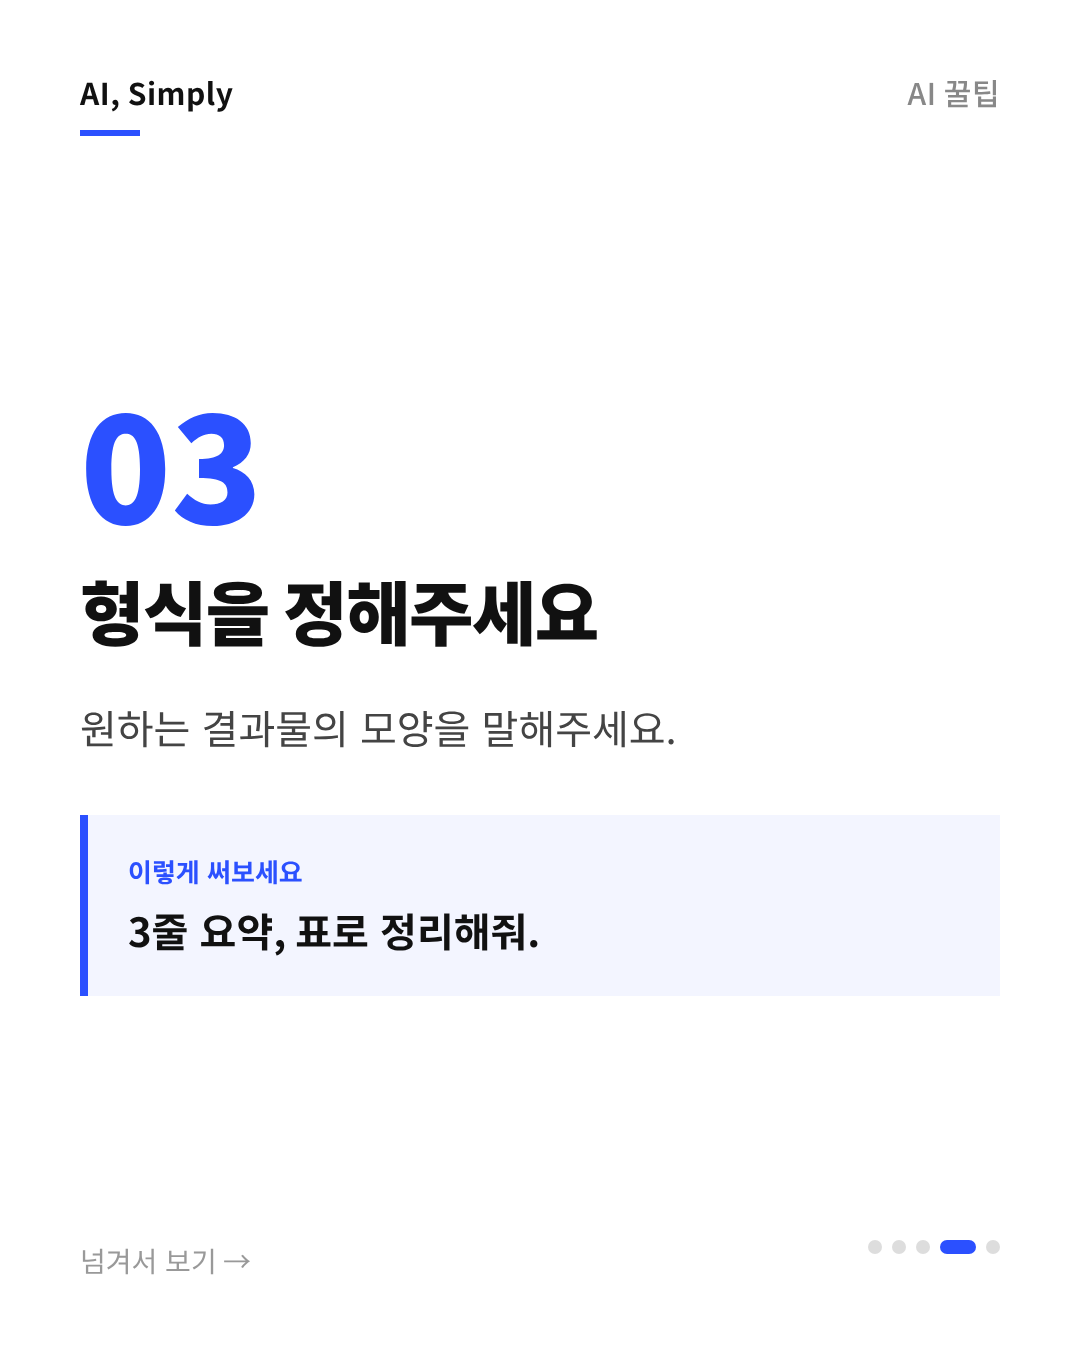 AI, Simply
AI 꿀팁
03
형식을 정해주세요
원하는 결과물의 모양을 말해주세요.
이렇게 써보세요
3줄 요약, 표로 정리해줘.
넘겨서 보기 →